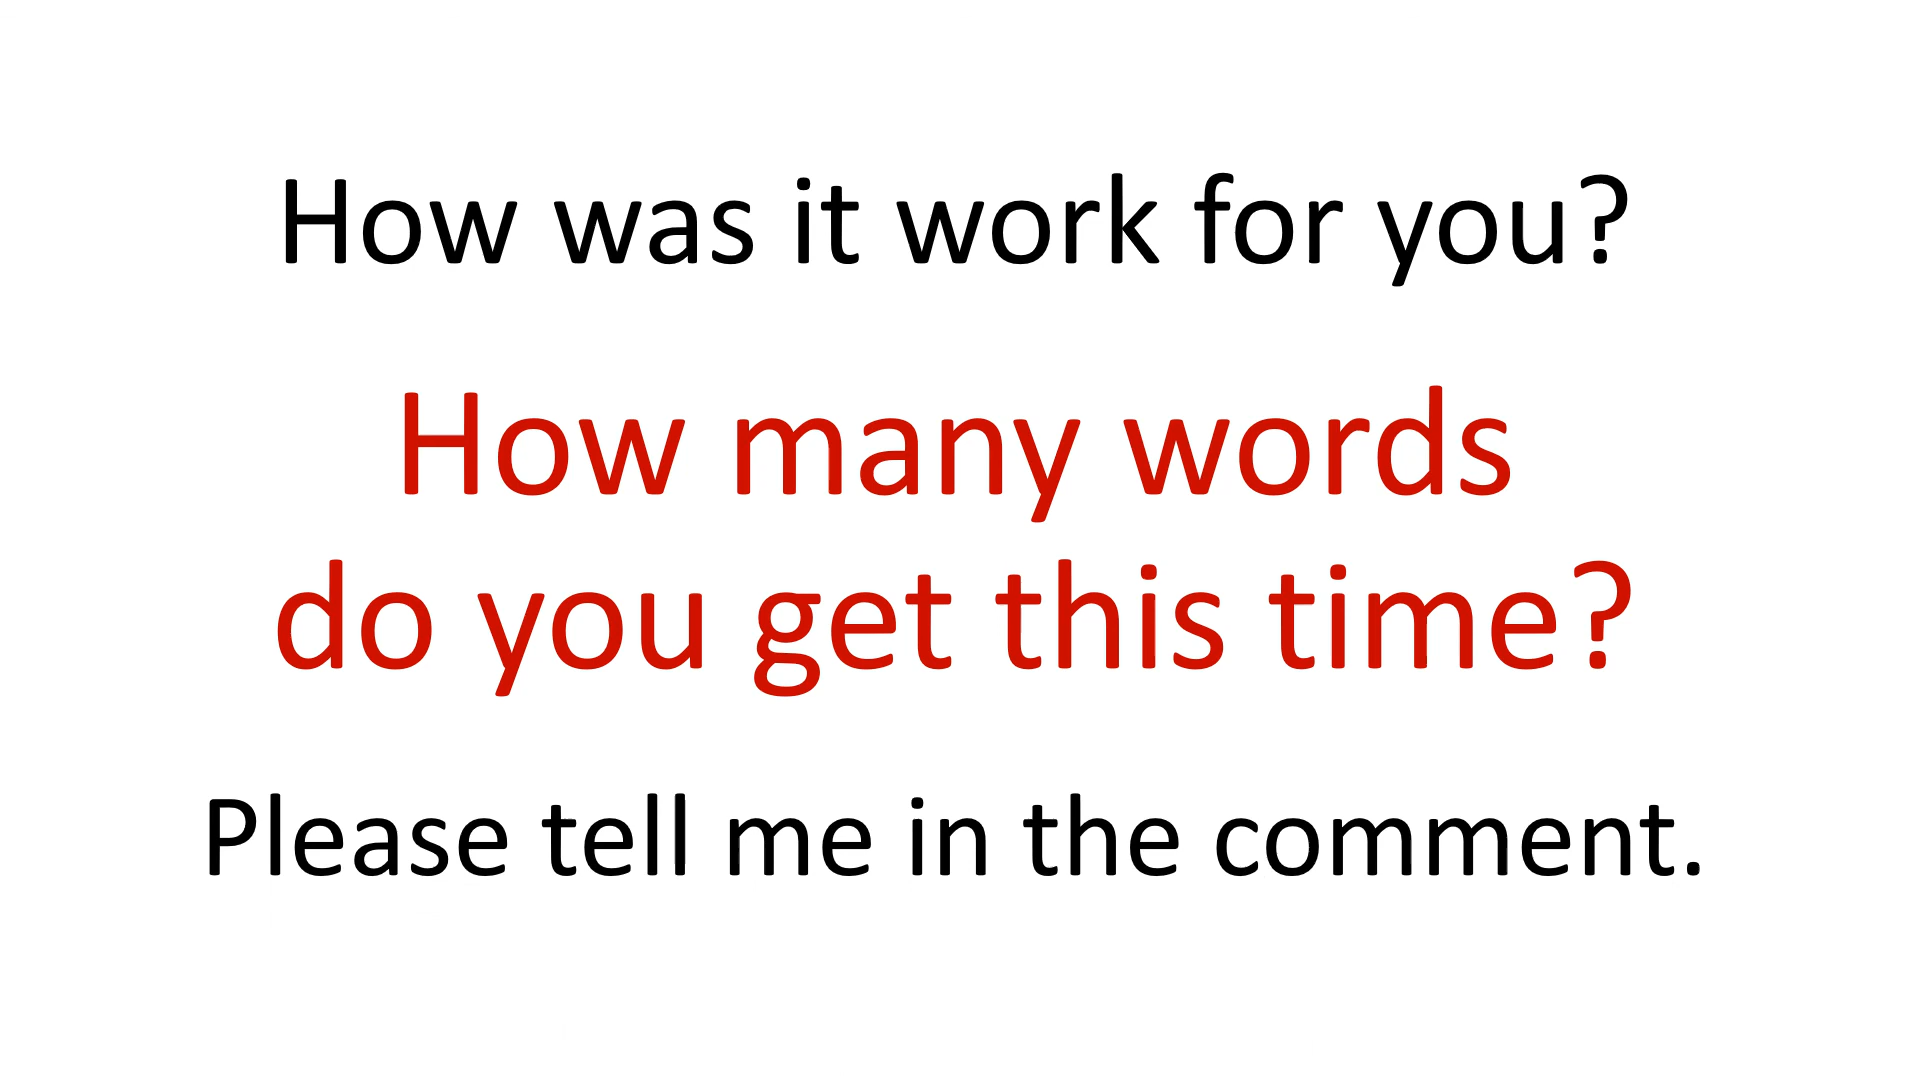 How was it work for you?
How many words
do you get this time?
Please tell me in the comment.